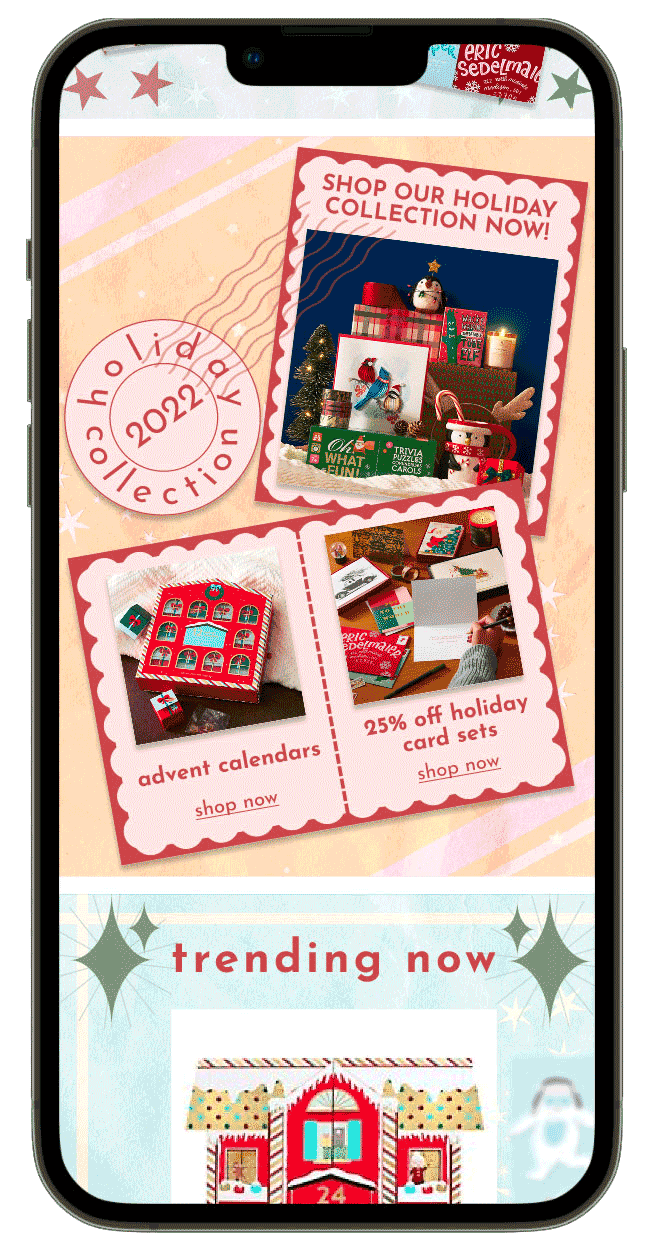 ERIC
SEDELMAIER
SHOP OUR HOLIDAY
COLLECTION NOW!
holiday
2022
collection
Oh!
WHAT
FUN!
TRIVIA
PUZZLES
CAROLS
ERIC
SEDELMAIER
advent calendars
shop now
25% off holiday
card sets
shop now
trending now
24